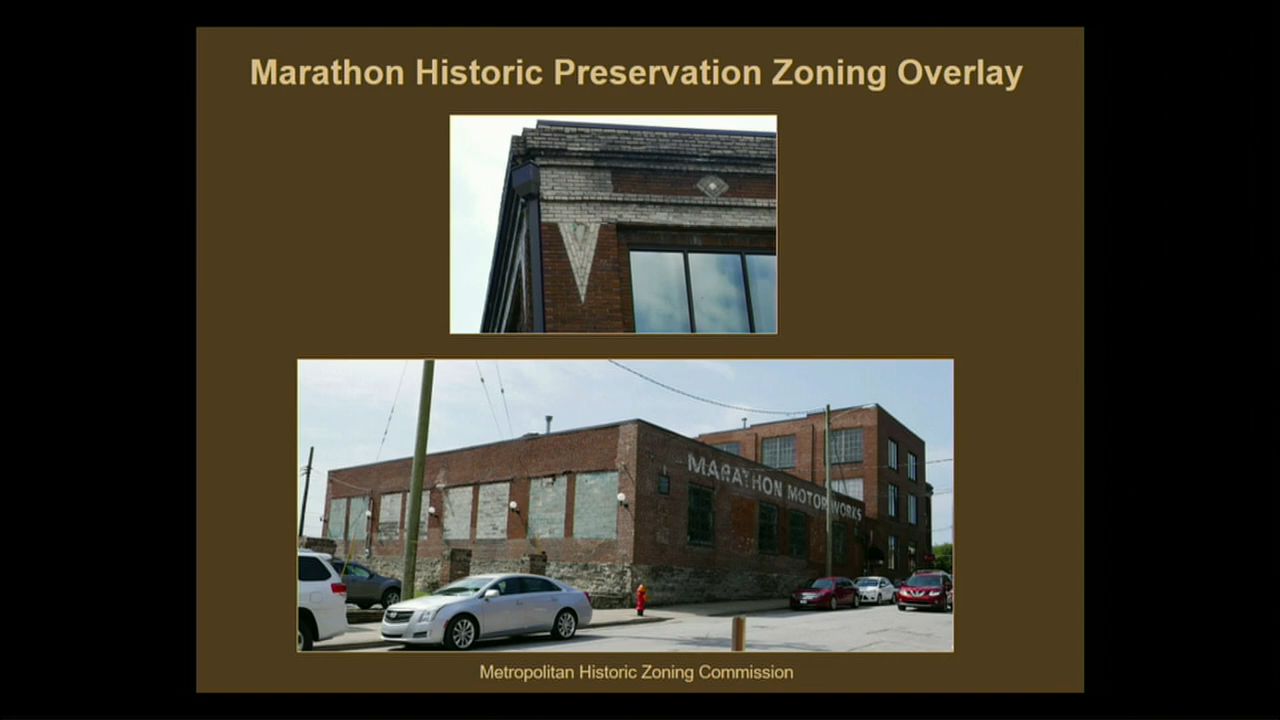 Marathon Historic Preservation Zoning Overlay
MARATHON MOTOR WORKS
Metropolitan Historic Zoning Commission